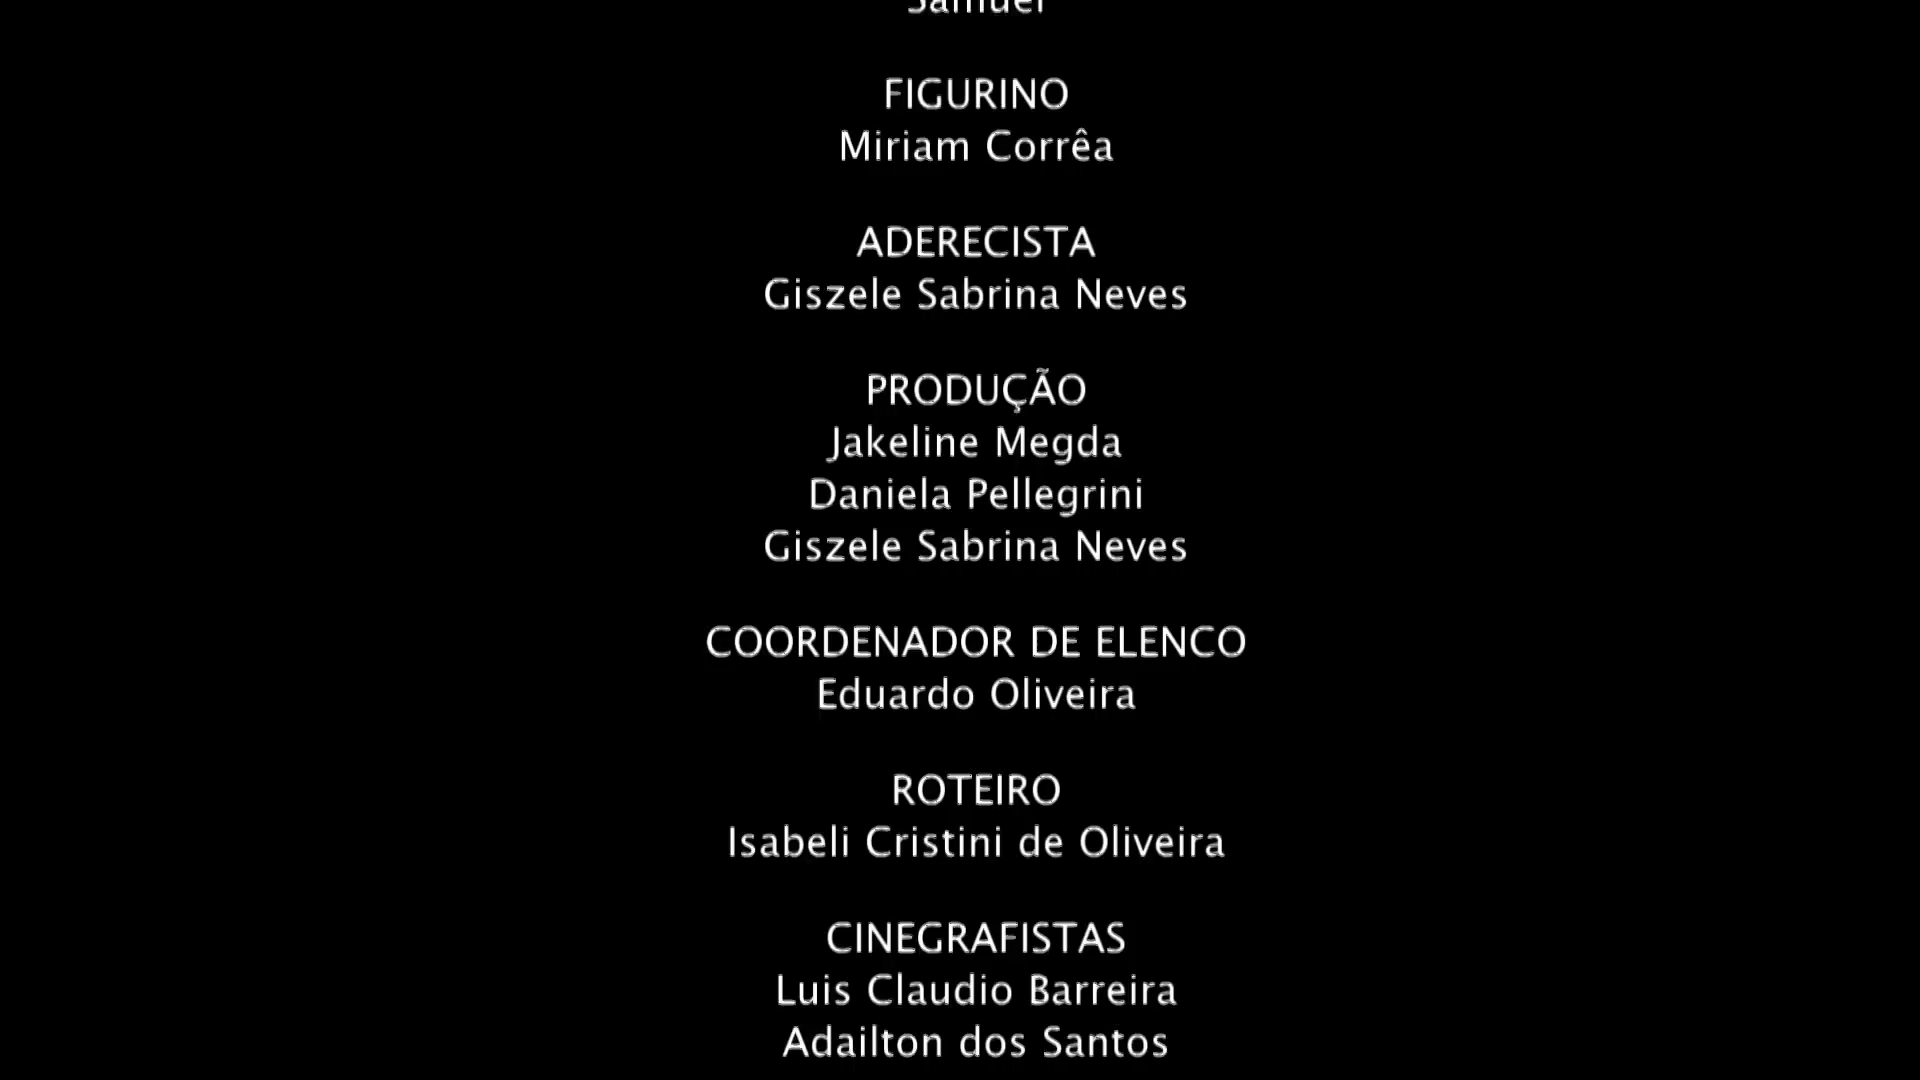 Samuel
FIGURINO
Miriam Corrêa
ADERECISTA
Giszele Sabrina Neves
PRODUÇÃO
Jakeline Megda
Daniela Pellegrini
Giszele Sabrina Neves
COORDENADOR DE ELENCO
Eduardo Oliveira
ROTEIRO
Isabeli Cristini de Oliveira
CINEGRAFISTAS
Luis Claudio Barreira
Adailton dos Santos